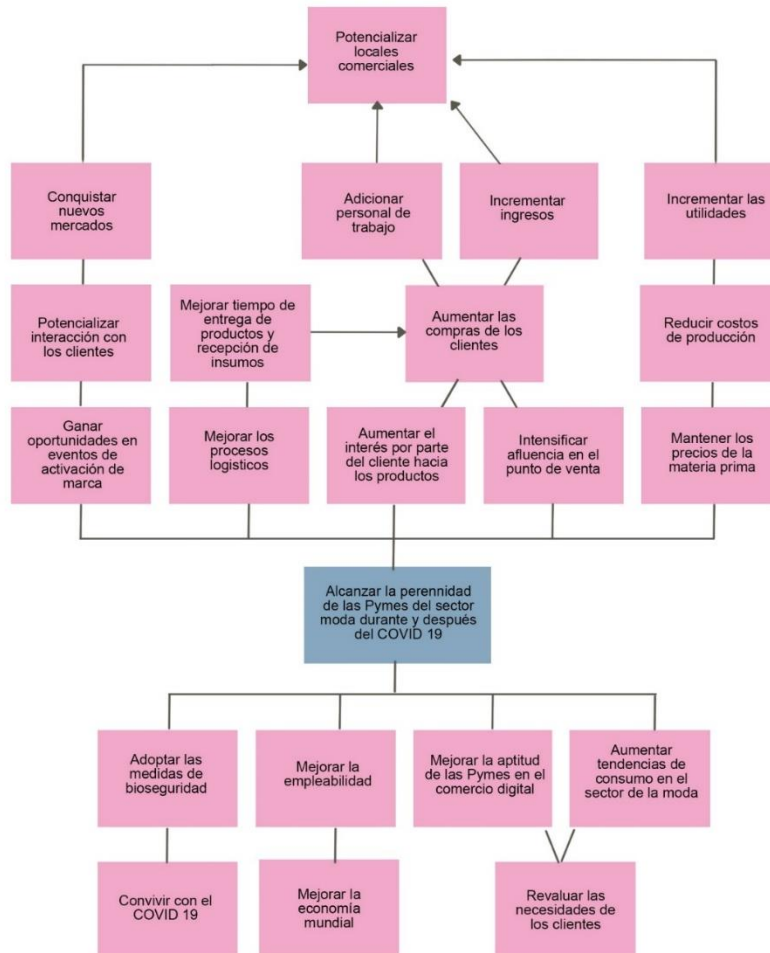 Potencializar
locales
comerciales
Conquistar
nuevos
mercados
Adicionar
personal de
trabajo
Incrementar
ingresos
Incrementar las
utilidades
Potencializar
interacción con
los clientes
Mejorar tiempo de
entrega de
productos y
recepción de
insumos
Aumentar las
compras de los
clientes
Reducir costos
de producción
Ganar
oportunidades en
eventos de
activación de
marca
Mejorar los
procesos
logisticos
Aumentar el
interés por parte
del cliente hacia
los productos
Intensificar
afluencia en el
punto de venta
Mantener los
precios de la
materia prima
Alcanzar la perennidad
de las Pymes del sector
moda durante y después
del COVID 19
Adoptar las
medidas de
bioseguridad
Mejorar la
empleabilidad
Mejorar la aptitud
de las Pymes en el
comercio digital
Aumentar
tendencias de
consumo en el
sector de la moda
Convivir con el
COVID 19
Mejorar la
economía
mundial
Revaluar las
necesidades de
los clientes